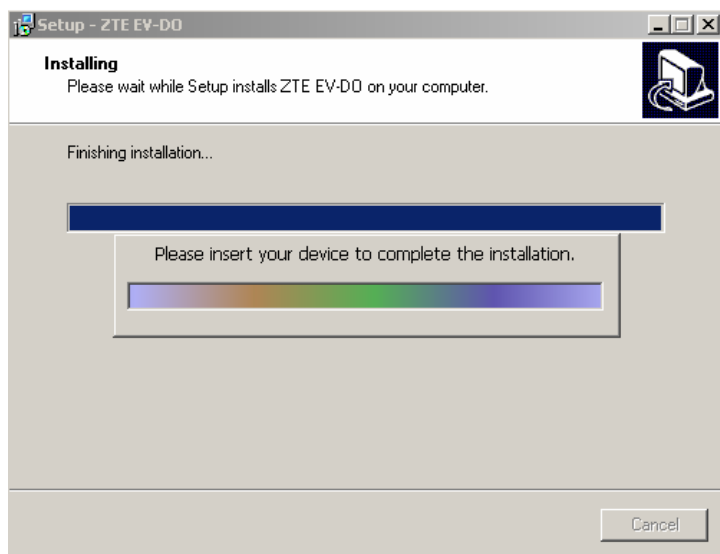 Setup - ZTE EV-DO
Installing
Please wait while Setup installs ZTE EV-DO on your computer.
Finishing installation...
Please insert your device to complete the installation.
Cancel